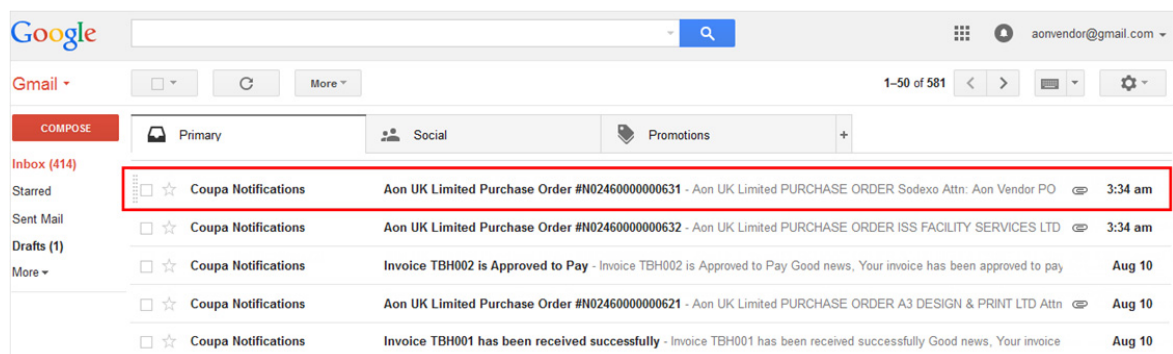 Google aonvendor@gmail.com
Gmail More 1–50 of 581
COMPOSE Primary Social Promotions +
Inbox (414)
Starred Coupa Notifications Aon UK Limited Purchase Order #N02460000000631 - Aon UK Limited PURCHASE ORDER Sodexo Attn: Aon Vendor PO 3:34 am
Sent Mail Coupa Notifications Aon UK Limited Purchase Order #N02460000000632 - Aon UK Limited PURCHASE ORDER ISS FACILITY SERVICES LTD 3:34 am
Drafts (1)
More Coupa Notifications Invoice TBH002 is Approved to Pay - Invoice TBH002 is Approved to Pay Good news, Your invoice has been approved to pay Aug 10
Coupa Notifications Aon UK Limited Purchase Order #N02460000000621 - Aon UK Limited PURCHASE ORDER A3 DESIGN & PRINT LTD Attn Aug 10
Coupa Notifications Invoice TBH001 has been received successfully - Invoice TBH001 has been received successfully Good news, Your invoice Aug 10